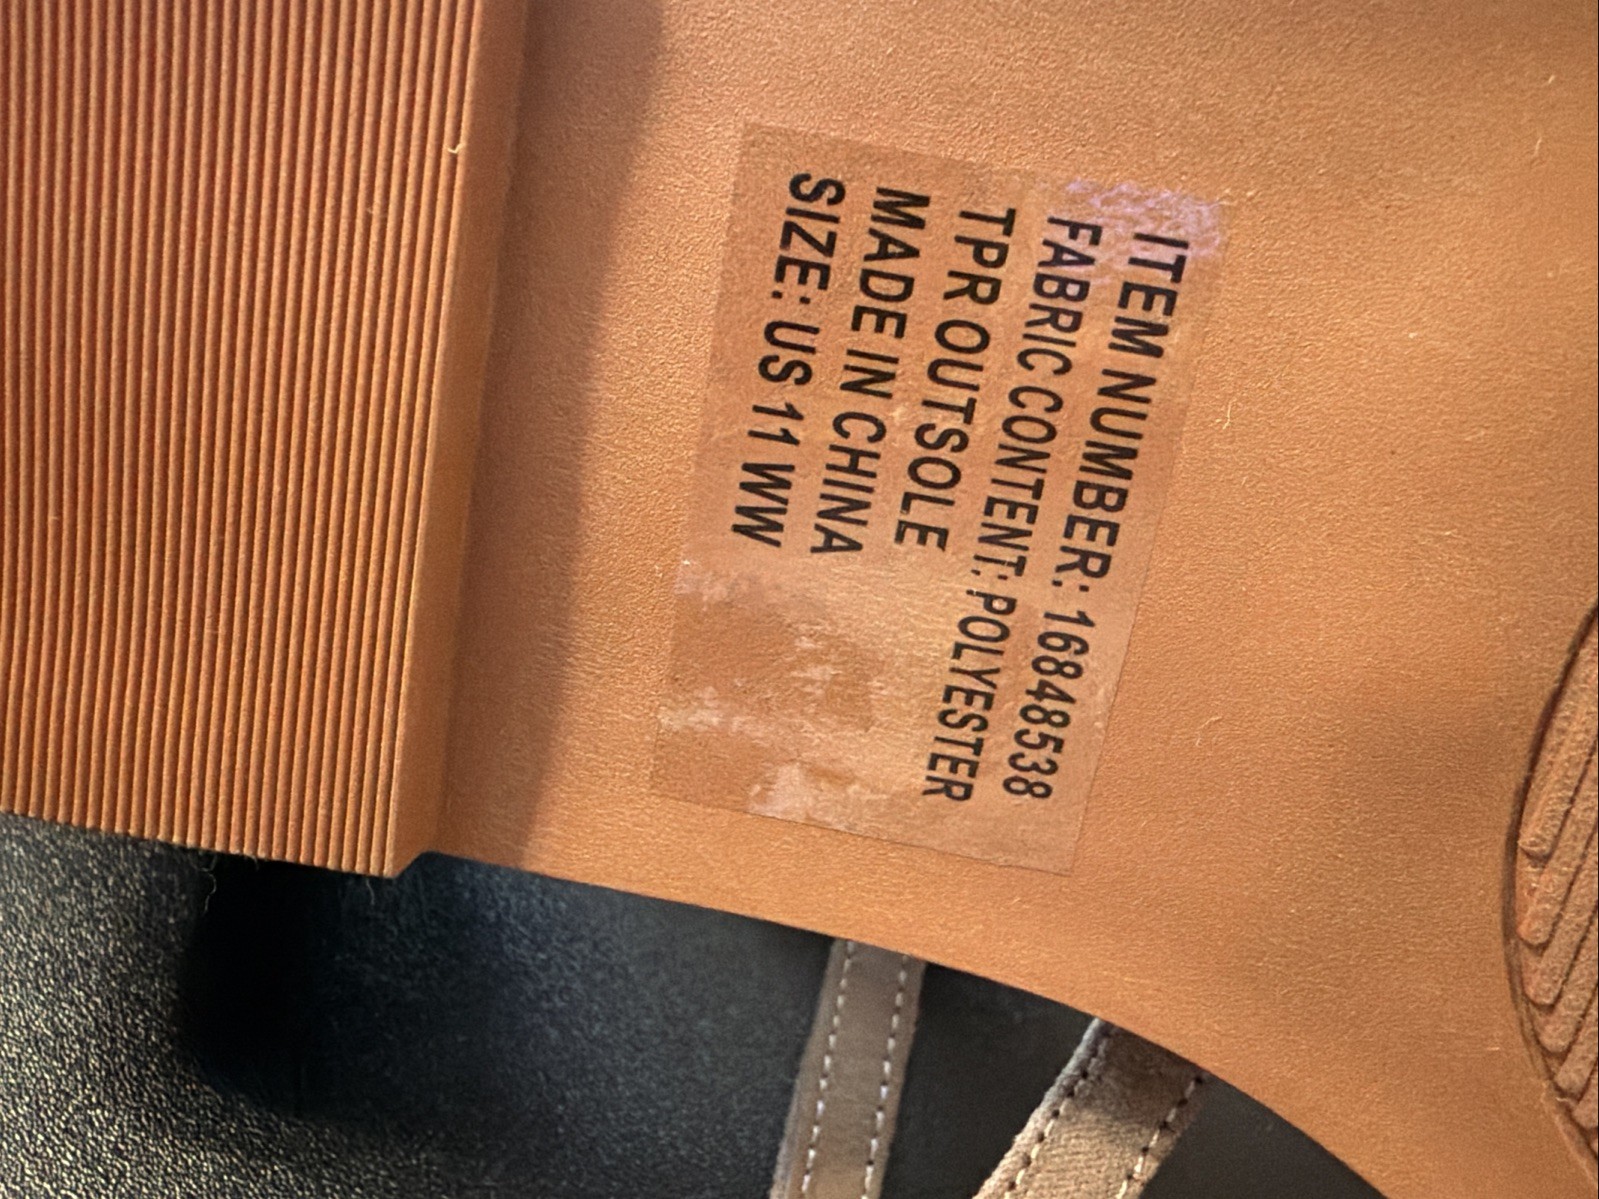 ITEM NUMBER: 16848538
FABRIC CONTENT: POLYESTER
TPR OUTSOLE
MADE IN CHINA
SIZE: US 11 WW